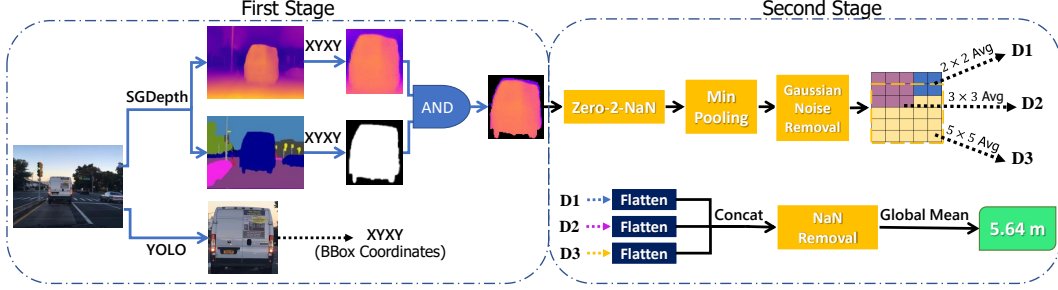 First Stage
Second Stage
SGDepth
YOLO
XYXY
XYXY
AND
XYXY
(BBox Coordinates)
Zero-2-NaN
Min
Pooling
Gaussian
Noise
Removal
2 × 2 Avg
D1
3 × 3 Avg
D2
5 × 5 Avg
D3
D1
Flatten
D2
Flatten
D3
Flatten
Concat
NaN
Removal
Global Mean
5.64 m